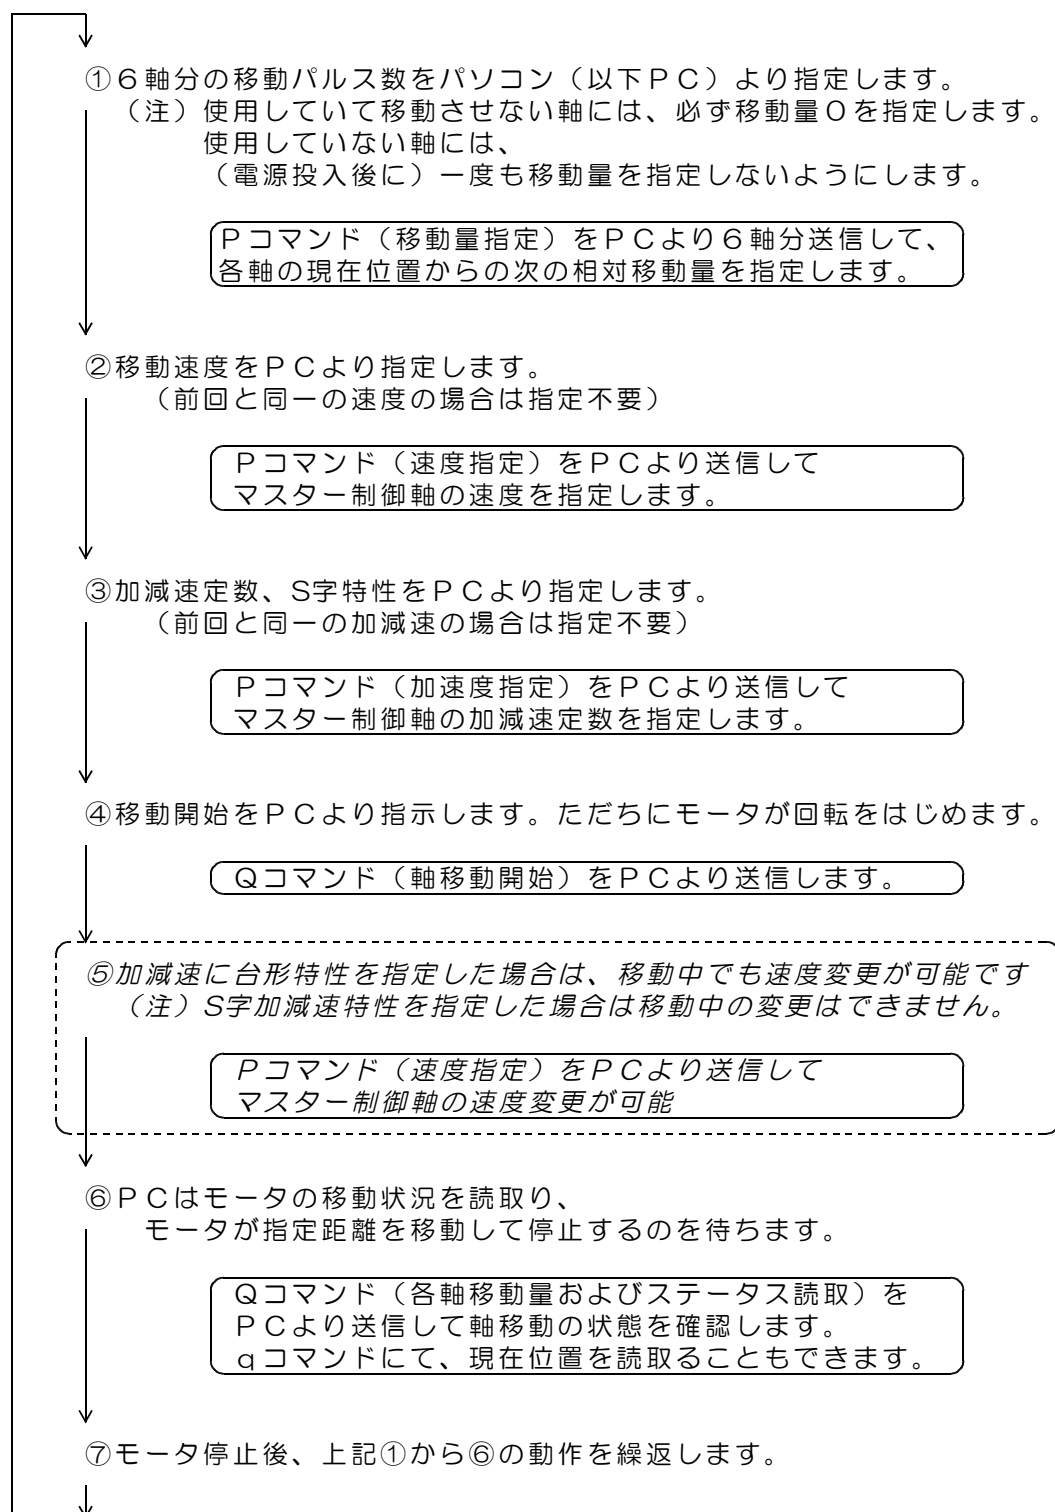 ①６軸分の移動パルス数をパソコン（以下ＰＣ）より指定します。
（注）使用していて移動させない軸には、必ず移動量０を指定します。
使用していない軸には、
（電源投入後に）一度も移動量を指定しないようにします。
Ｐコマンド（移動量指定）をＰＣより６軸分送信して、
各軸の現在位置からの次の相対移動量を指定します。
②移動速度をＰＣより指定します。
（前回と同一の速度の場合は指定不要）
Ｐコマンド（速度指定）をＰＣより送信して
マスター制御軸の速度を指定します。
③加減速定数、S字特性をＰＣより指定します。
（前回と同一の加減速の場合は指定不要）
Ｐコマンド（加速度指定）をＰＣより送信して
マスター制御軸の加減速定数を指定します。
④移動開始をＰＣより指示します。ただちにモータが回転をはじめます。
Ｑコマンド（軸移動開始）をＰＣより送信します。
⑤加減速に台形特性を指定した場合は、移動中でも速度変更が可能です
（注）S字加減速特性を指定した場合は移動中の変更はできません。
Ｐコマンド（速度指定）をＰＣより送信して
マスター制御軸の速度変更が可能
⑥ＰＣはモータの移動状況を読取り、
モータが指定距離を移動して停止するのを待ちます。
Ｑコマンド（各軸移動量およびステータス読取）を
ＰＣより送信して軸移動の状態を確認します。
ｑコマンドにて、現在位置を読取ることもできます。
⑦モータ停止後、上記①から⑥の動作を繰返します。